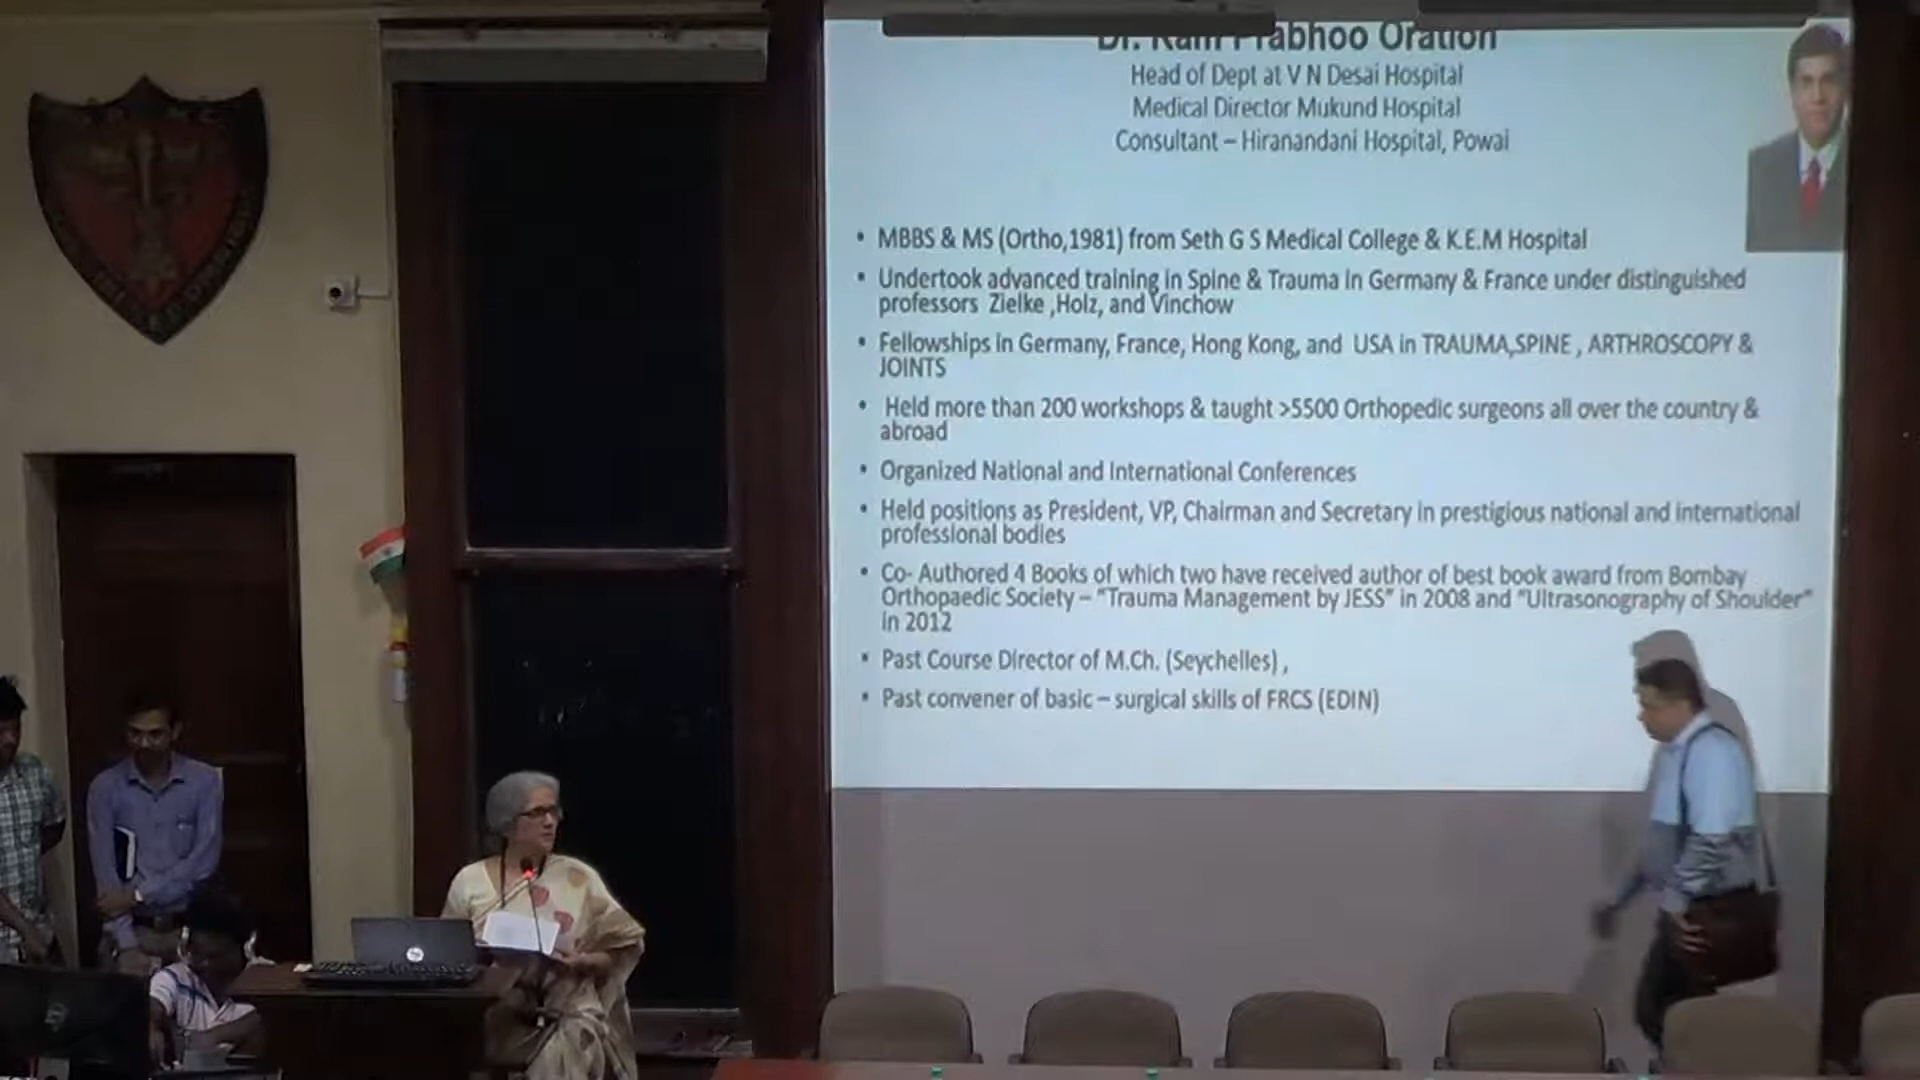 Dr. Ram Prabhoo Oration
Head of Dept at V N Desai Hospital
Medical Director Mukund Hospital
Consultant – Hiranandani Hospital, Powai
• MBBS & MS (Ortho,1981) from Seth G S Medical College & K.E.M Hospital
• Undertook advanced training in Spine & Trauma in Germany & France under distinguished
professors Zielke ,Holz, and Vinchow
• Fellowships in Germany, France, Hong Kong, and USA in TRAUMA,SPINE , ARTHROSCOPY &
JOINTS
• Held more than 200 workshops & taught >5500 Orthopedic surgeons all over the country &
abroad
• Organized National and International Conferences
• Held positions as President, VP, Chairman and Secretary in prestigious national and international
professional bodies
• Co- Authored 4 Books of which two have received author of best book award from Bombay
Orthopaedic Society – "Trauma Management by JESS" in 2008 and "Ultrasonography of Shoulder"
in 2012
• Past Course Director of M.Ch. (Seychelles) ,
• Past convener of basic – surgical skills of FRCS (EDIN)